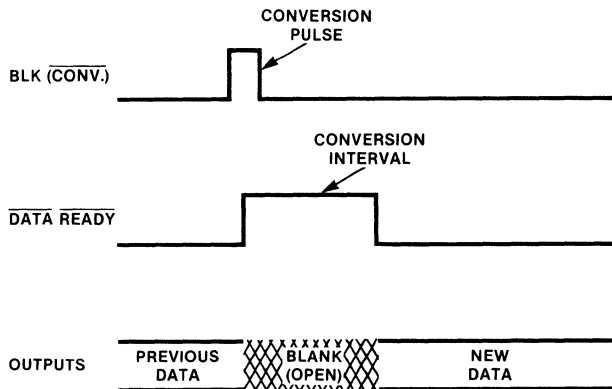 CONVERSION
PULSE
BLK (CONV.)
CONVERSION
INTERVAL
DATA READY
OUTPUTS
PREVIOUS
DATA
BLANK
(OPEN)
NEW
DATA